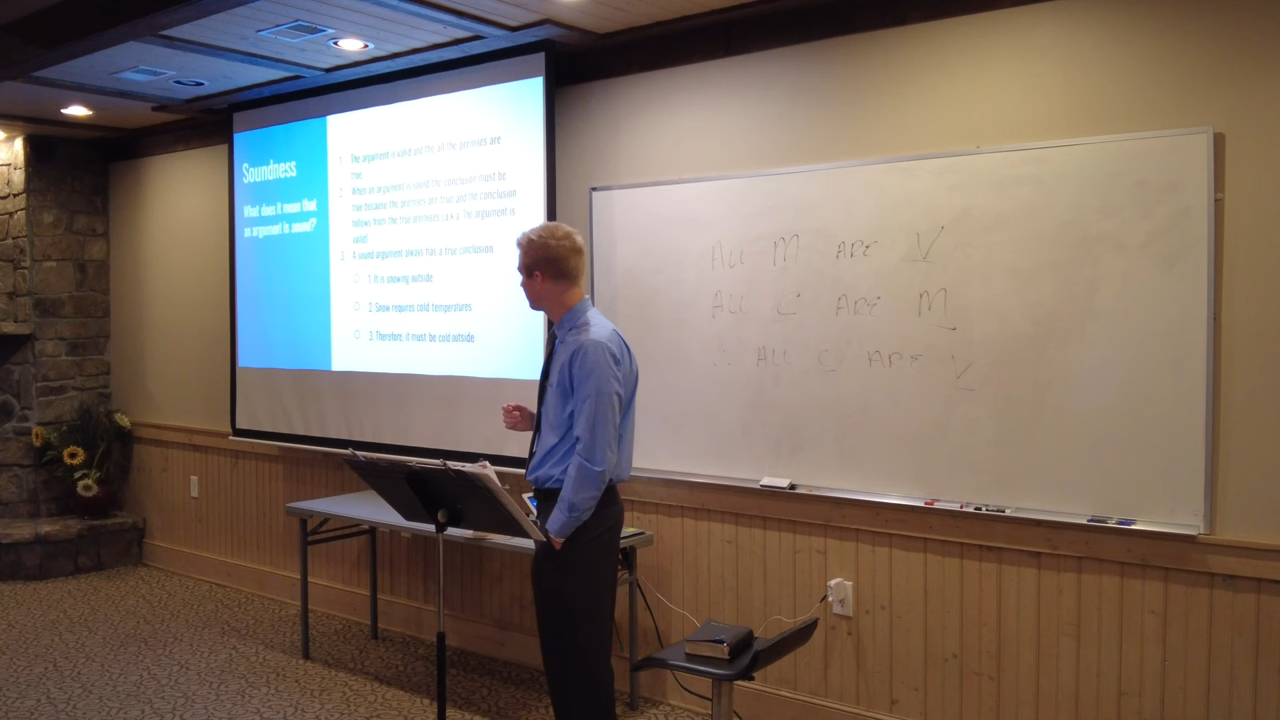 Soundness
What does it mean that
an argument is sound?
1. The argument is valid and the all the premises are
true
2. When an argument is sound the conclusion must be
true because the premises are true and the conclusion
follows from the true premises (a.k.a. The argument is
valid)
3. A sound argument always has a true conclusion
1. It is snowing outside
2. Snow requires cold temperatures
3. Therefore, it must be cold outside
ALL M ARE V
ALL C ARE M
∴ ALL C ARE V